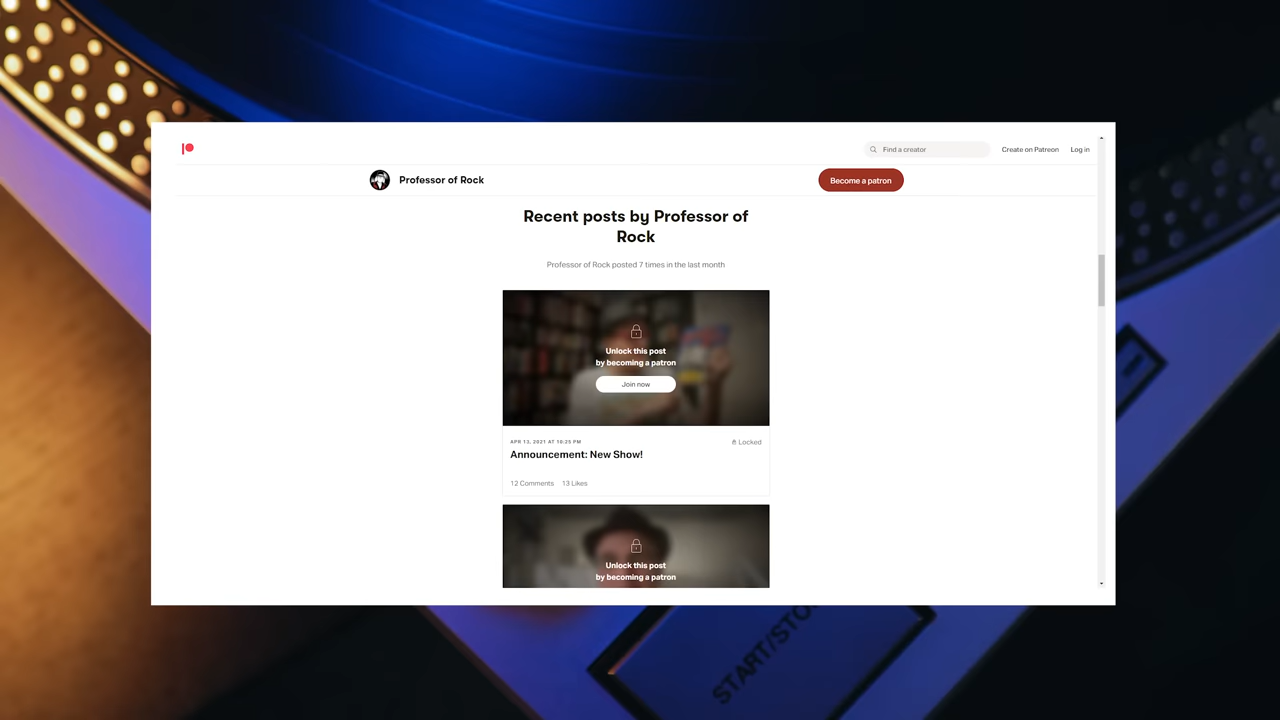 Find a creator
Create on Patreon
Log in
Professor of Rock
Become a patron
Recent posts by Professor of
Rock
Professor of Rock posted 7 times in the last month
Unlock this post
by becoming a patron
Join now
APR 13, 2021 AT 10:25 PM
Locked
Announcement: New Show!
12 Comments
13 Likes
Unlock this post
by becoming a patron
START/STO